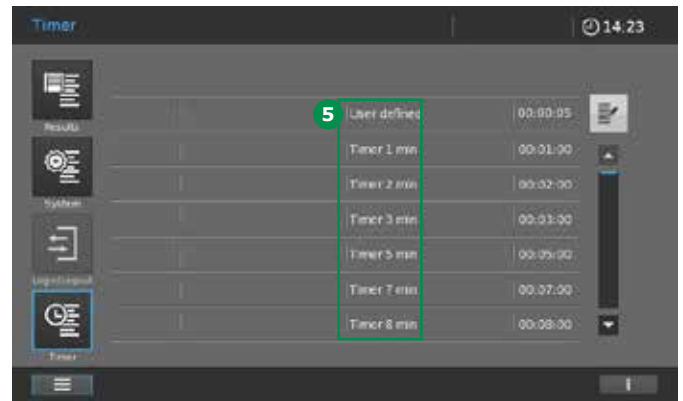 Timer 14:23
Results
5 User defined 00:00:05
Timer 1 min 00:01:00
System
Timer 2 min 00:02:00
Timer 3 min 00:03:00
Timer 5 min 00:05:00
Login/Logout
Timer 7 min 00:07:00
Timer 8 min 00:08:00
Timer